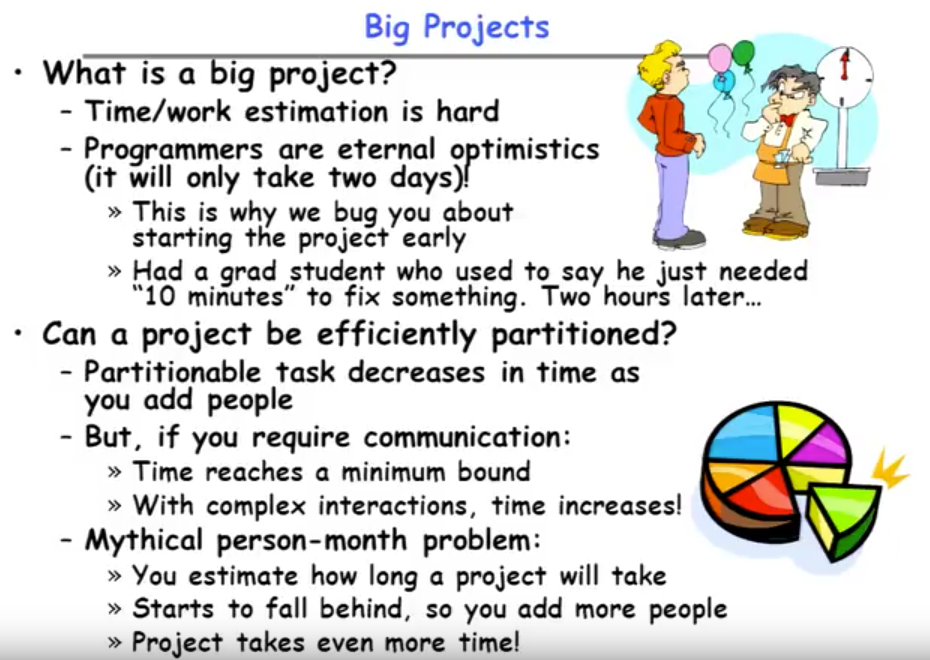 Big Projects
• What is a big project?
– Time/work estimation is hard
– Programmers are eternal optimistics
(it will only take two days)!
» This is why we bug you about
starting the project early
» Had a grad student who used to say he just needed
“10 minutes” to fix something. Two hours later…
• Can a project be efficiently partitioned?
– Partitionable task decreases in time as
you add people
– But, if you require communication:
» Time reaches a minimum bound
» With complex interactions, time increases!
– Mythical person-month problem:
» You estimate how long a project will take
» Starts to fall behind, so you add more people
» Project takes even more time!